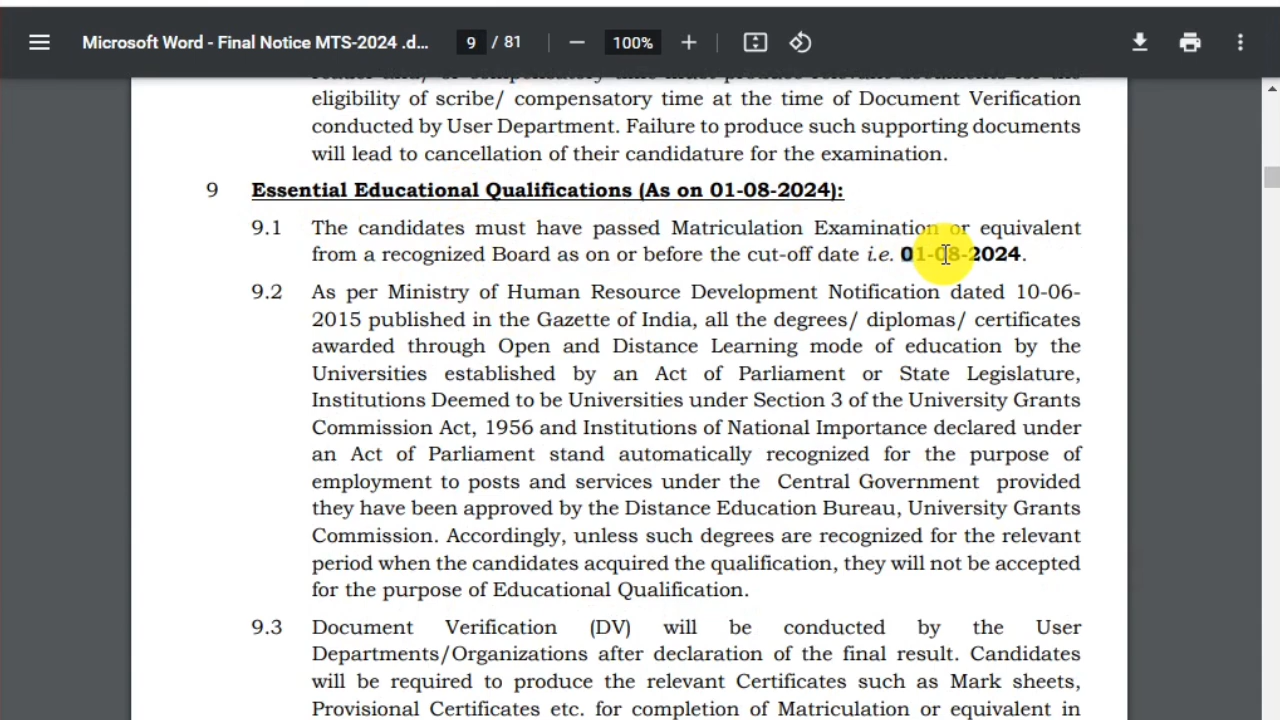 Microsoft Word - Final Notice MTS-2024 .d... 9 / 81 100%
eligibility of scribe/ compensatory time at the time of Document Verification
conducted by User Department. Failure to produce such supporting documents
will lead to cancellation of their candidature for the examination.
9 Essential Educational Qualifications (As on 01-08-2024):
9.1 The candidates must have passed Matriculation Examination or equivalent
from a recognized Board as on or before the cut-off date i.e. 01-08-2024.
9.2 As per Ministry of Human Resource Development Notification dated 10-06-
2015 published in the Gazette of India, all the degrees/ diplomas/ certificates
awarded through Open and Distance Learning mode of education by the
Universities established by an Act of Parliament or State Legislature,
Institutions Deemed to be Universities under Section 3 of the University Grants
Commission Act, 1956 and Institutions of National Importance declared under
an Act of Parliament stand automatically recognized for the purpose of
employment to posts and services under the Central Government provided
they have been approved by the Distance Education Bureau, University Grants
Commission. Accordingly, unless such degrees are recognized for the relevant
period when the candidates acquired the qualification, they will not be accepted
for the purpose of Educational Qualification.
9.3 Document Verification (DV) will be conducted by the User
Departments/Organizations after declaration of the final result. Candidates
will be required to produce the relevant Certificates such as Mark sheets,
Provisional Certificates etc. for completion of Matriculation or equivalent in